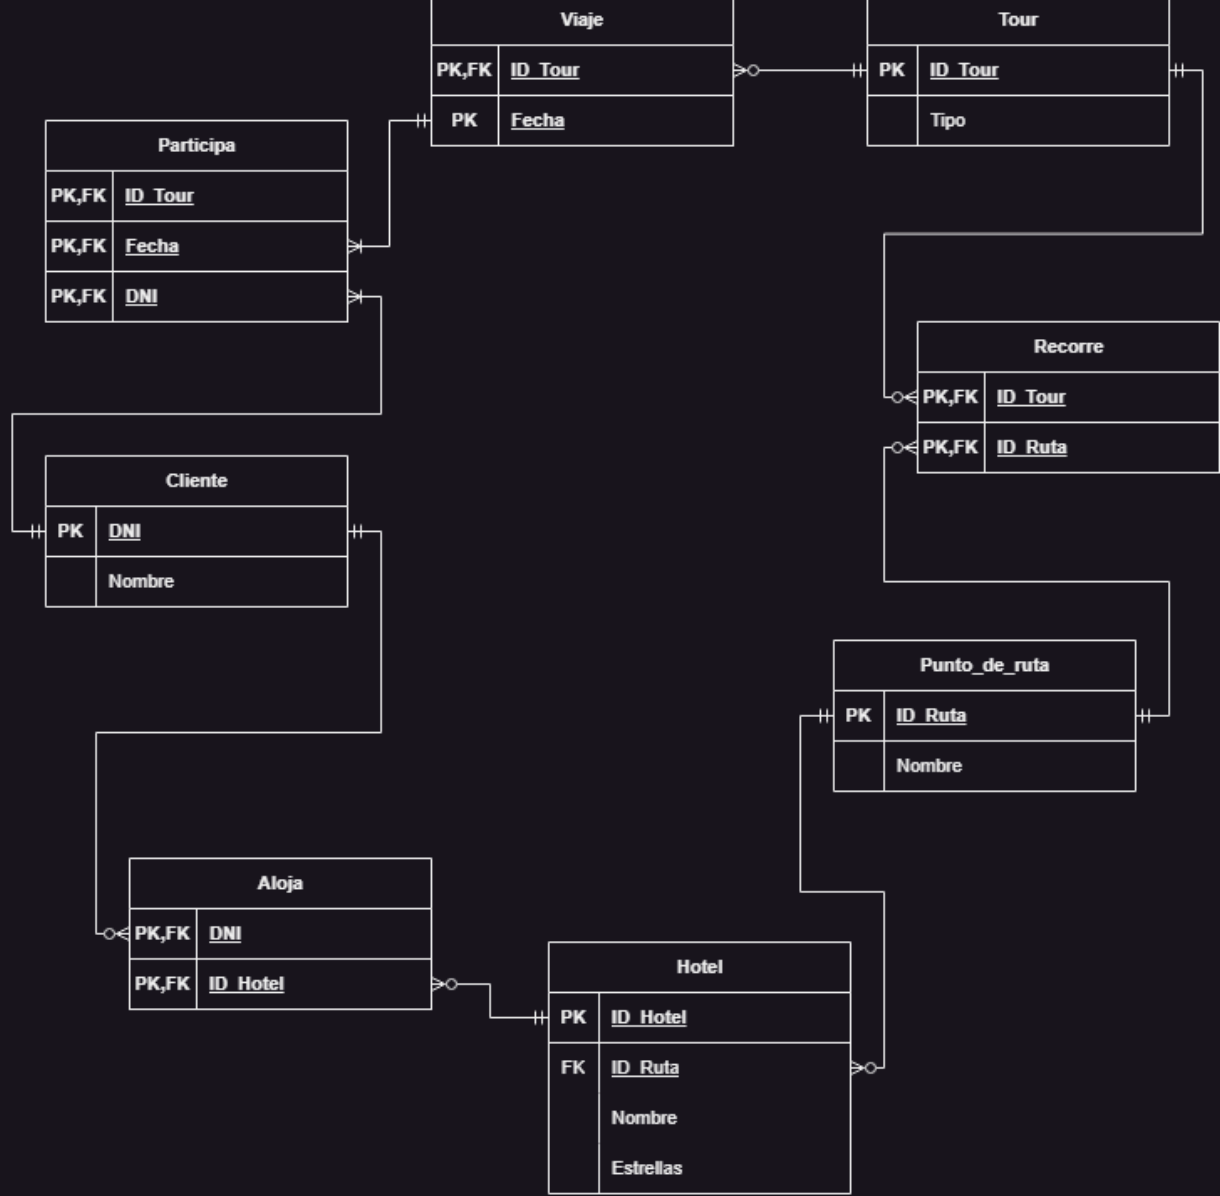 Viaje
PK,FK ID_Tour
PK Fecha
Tour
PK ID_Tour
Tipo
Participa
PK,FK ID_Tour
PK,FK Fecha
PK,FK DNI
Recorre
PK,FK ID_Tour
PK,FK ID_Ruta
Cliente
PK DNI
Nombre
Punto_de_ruta
PK ID_Ruta
Nombre
Aloja
PK,FK DNI
PK,FK ID_Hotel
Hotel
PK ID_Hotel
FK ID_Ruta
Nombre
Estrellas